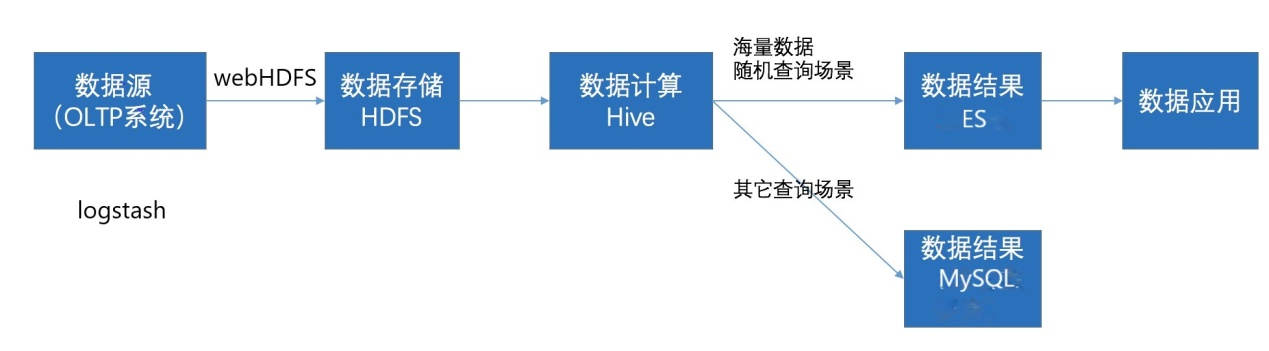 数据源
（OLTP系统）
webHDFS
数据存储
HDFS
数据计算
Hive
海量数据
随机查询场景
数据结果
ES
数据应用
其它查询场景
logstash
数据结果
MySQL